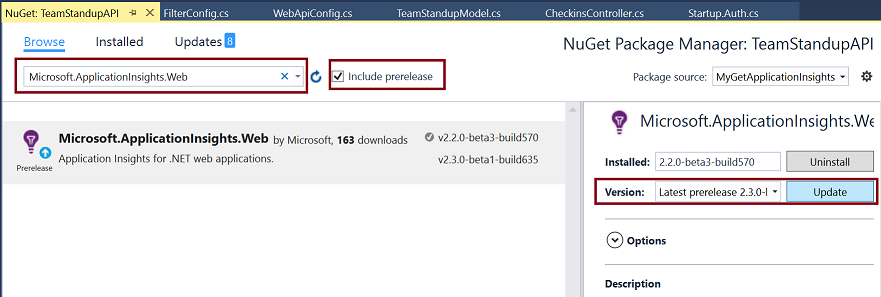 NuGet: TeamStandupAPI FilterConfig.cs WebApiConfig.cs TeamStandupModel.cs CheckinsController.cs Startup.Auth.cs
Browse Installed Updates 8
NuGet Package Manager: TeamStandupAPI
Microsoft.ApplicationInsights.Web
Include prerelease
Package source: MyGetApplicationInsights
Microsoft.ApplicationInsights.Web by Microsoft, 163 downloads v2.2.0-beta3-build570
Application Insights for .NET web applications. v2.3.0-beta1-build635
Prerelease
Microsoft.ApplicationInsights.We
Installed: 2.2.0-beta3-build570 Uninstall
Version: Latest prerelease 2.3.0-l Update
Options
Description